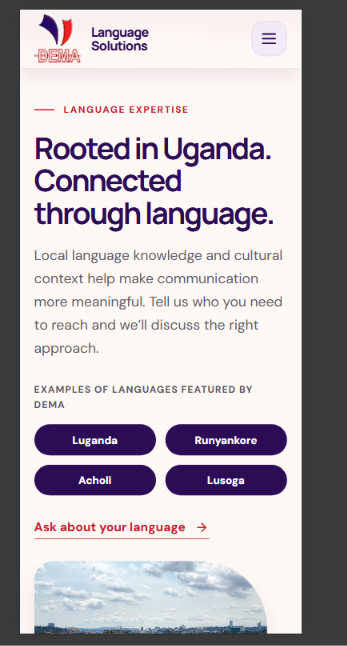 DEMA
Language
Solutions
LANGUAGE EXPERTISE
Rooted in Uganda.
Connected
through language.
Local language knowledge and cultural
context help make communication
more meaningful. Tell us who you need
to reach and we’ll discuss the right
approach.
EXAMPLES OF LANGUAGES FEATURED BY
DEMA
Luganda
Runyankore
Acholi
Lusoga
Ask about your language →